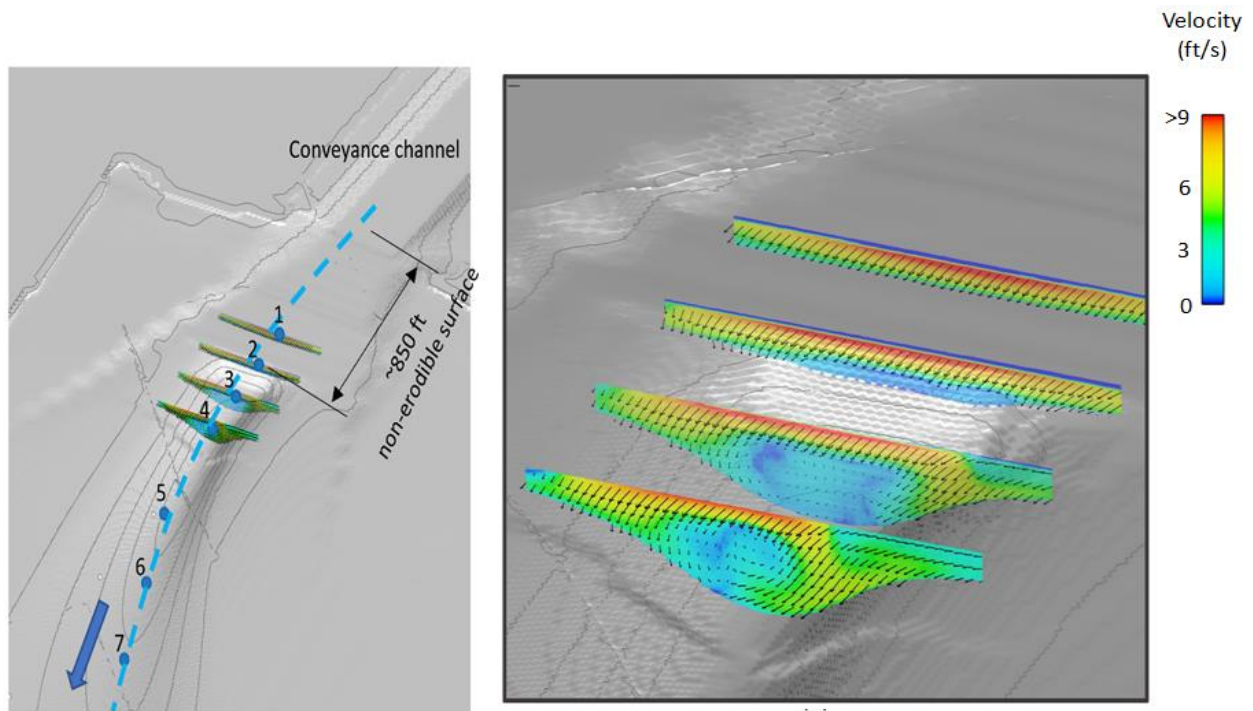 Velocity
(ft/s)
>9
6
3
0
Conveyance channel
~850 ft
non-erodible surface
1
2
3
4
5
6
7